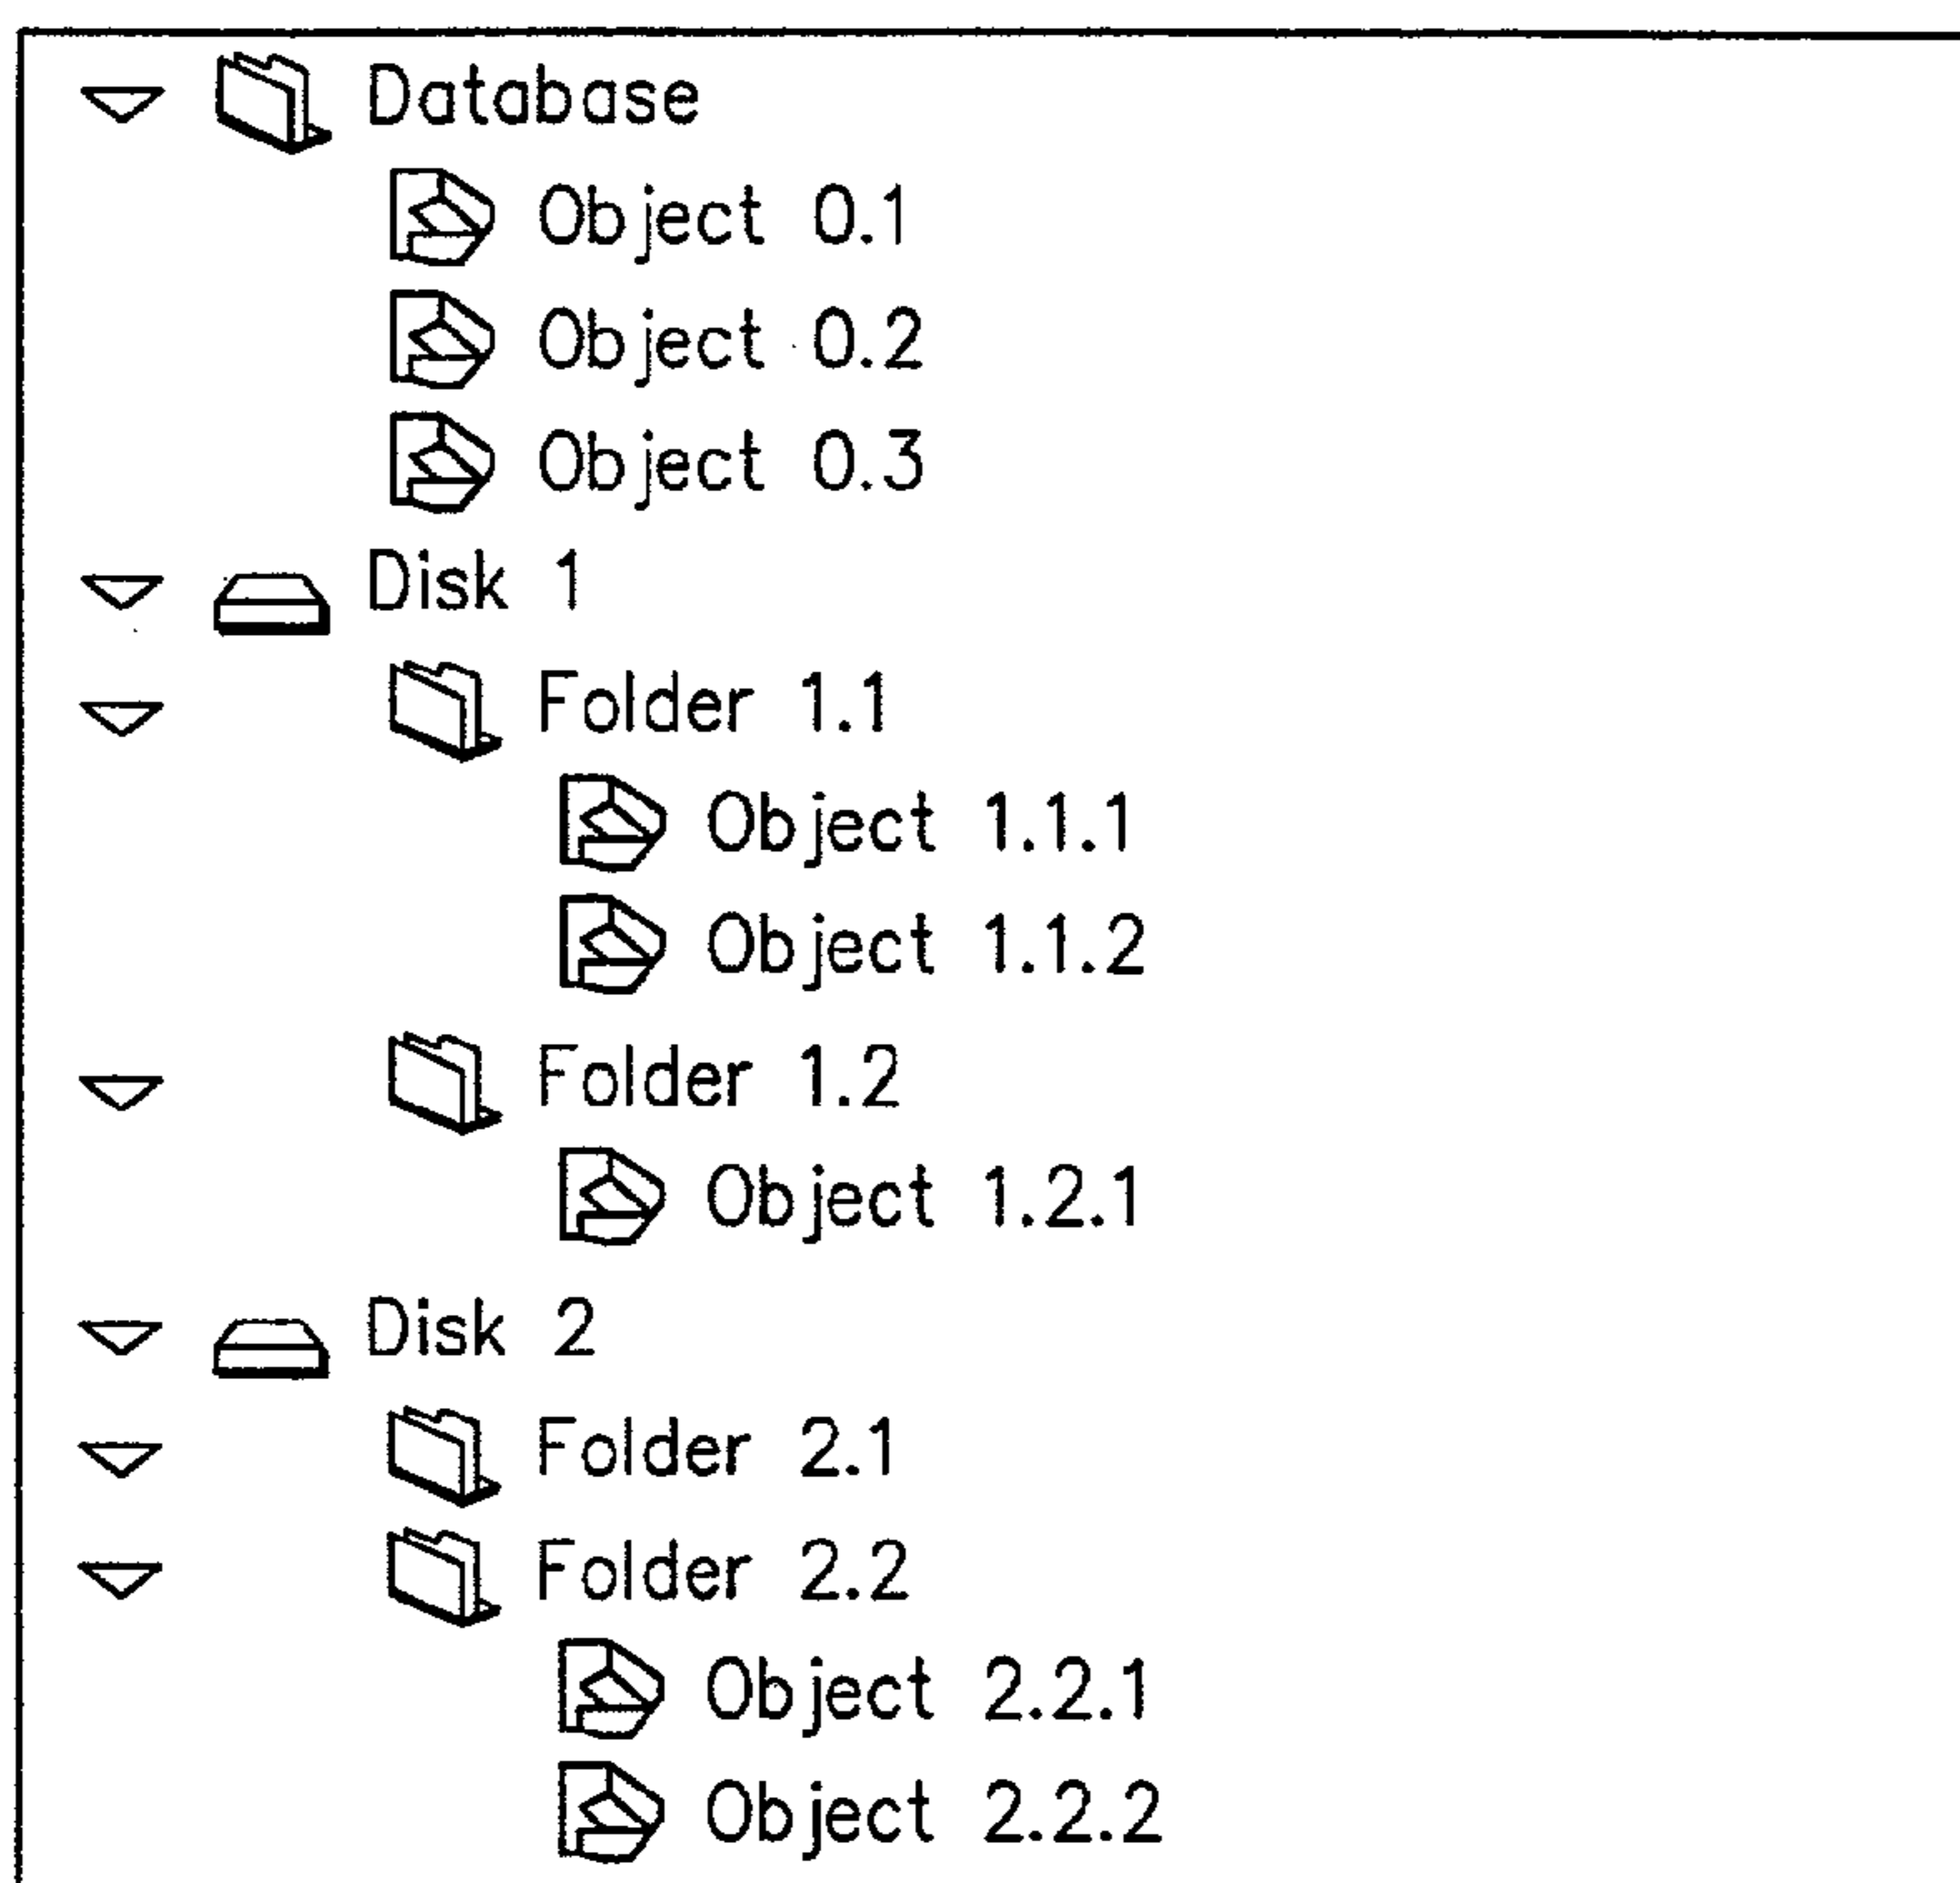 Database
Object 0.1
Object 0.2
Object 0.3
Disk 1
Folder 1.1
Object 1.1.1
Object 1.1.2
Folder 1.2
Object 1.2.1
Disk 2
Folder 2.1
Folder 2.2
Object 2.2.1
Object 2.2.2